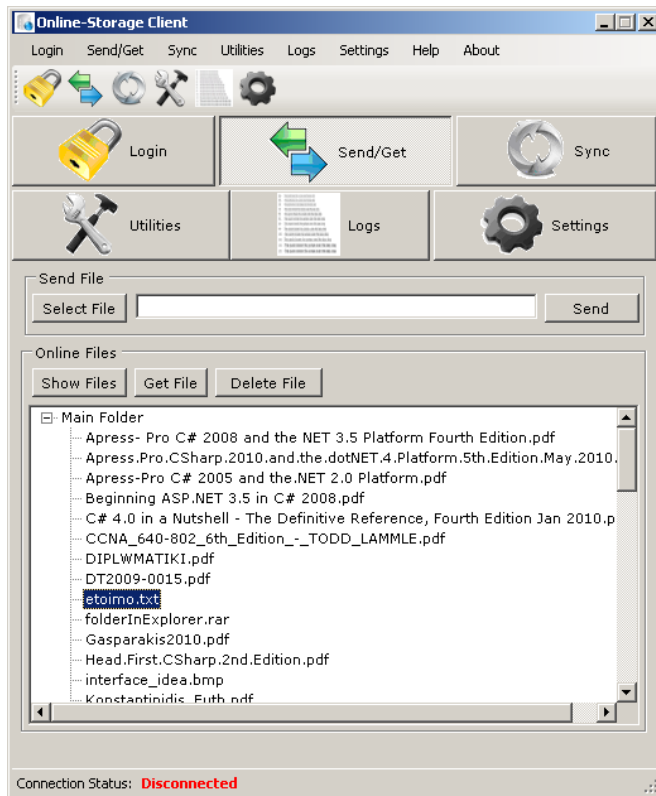 Online-Storage Client
Login Send/Get Sync Utilities Logs Settings Help About
Login Send/Get Sync
Utilities Logs Settings
Send File
Select File Send
Online Files
Show Files Get File Delete File
Main Folder
Apress- Pro C# 2008 and the NET 3.5 Platform Fourth Edition.pdf
Apress.Pro.CSharp.2010.and.the.dotNET.4.Platform.5th.Edition.May.2010.
Apress-Pro C# 2005 and the.NET 2.0 Platform.pdf
Beginning ASP.NET 3.5 in C# 2008.pdf
C# 4.0 in a Nutshell - The Definitive Reference, Fourth Edition Jan 2010.p
CCNA_640-802_6th_Edition_-_TODD_LAMMLE.pdf
DIPLWMATIKI.pdf
DT2009-0015.pdf
etoimo.txt
folderInExplorer.rar
Gasparakis2010.pdf
Head.First.CSharp.2nd.Edition.pdf
interface_idea.bmp
Konstantinidis_Euth.pdf
Connection Status: Disconnected